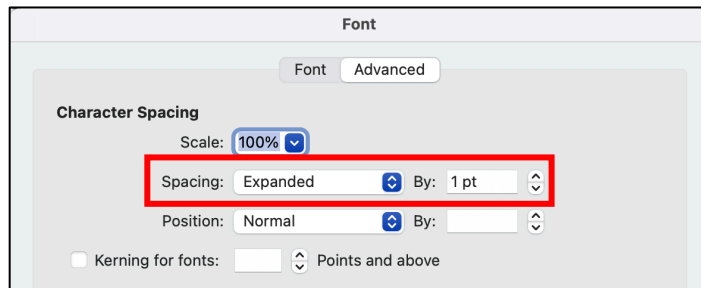 Font
Font Advanced
Character Spacing
Scale: 100%
Spacing: Expanded By: 1 pt
Position: Normal By:
Kerning for fonts: Points and above